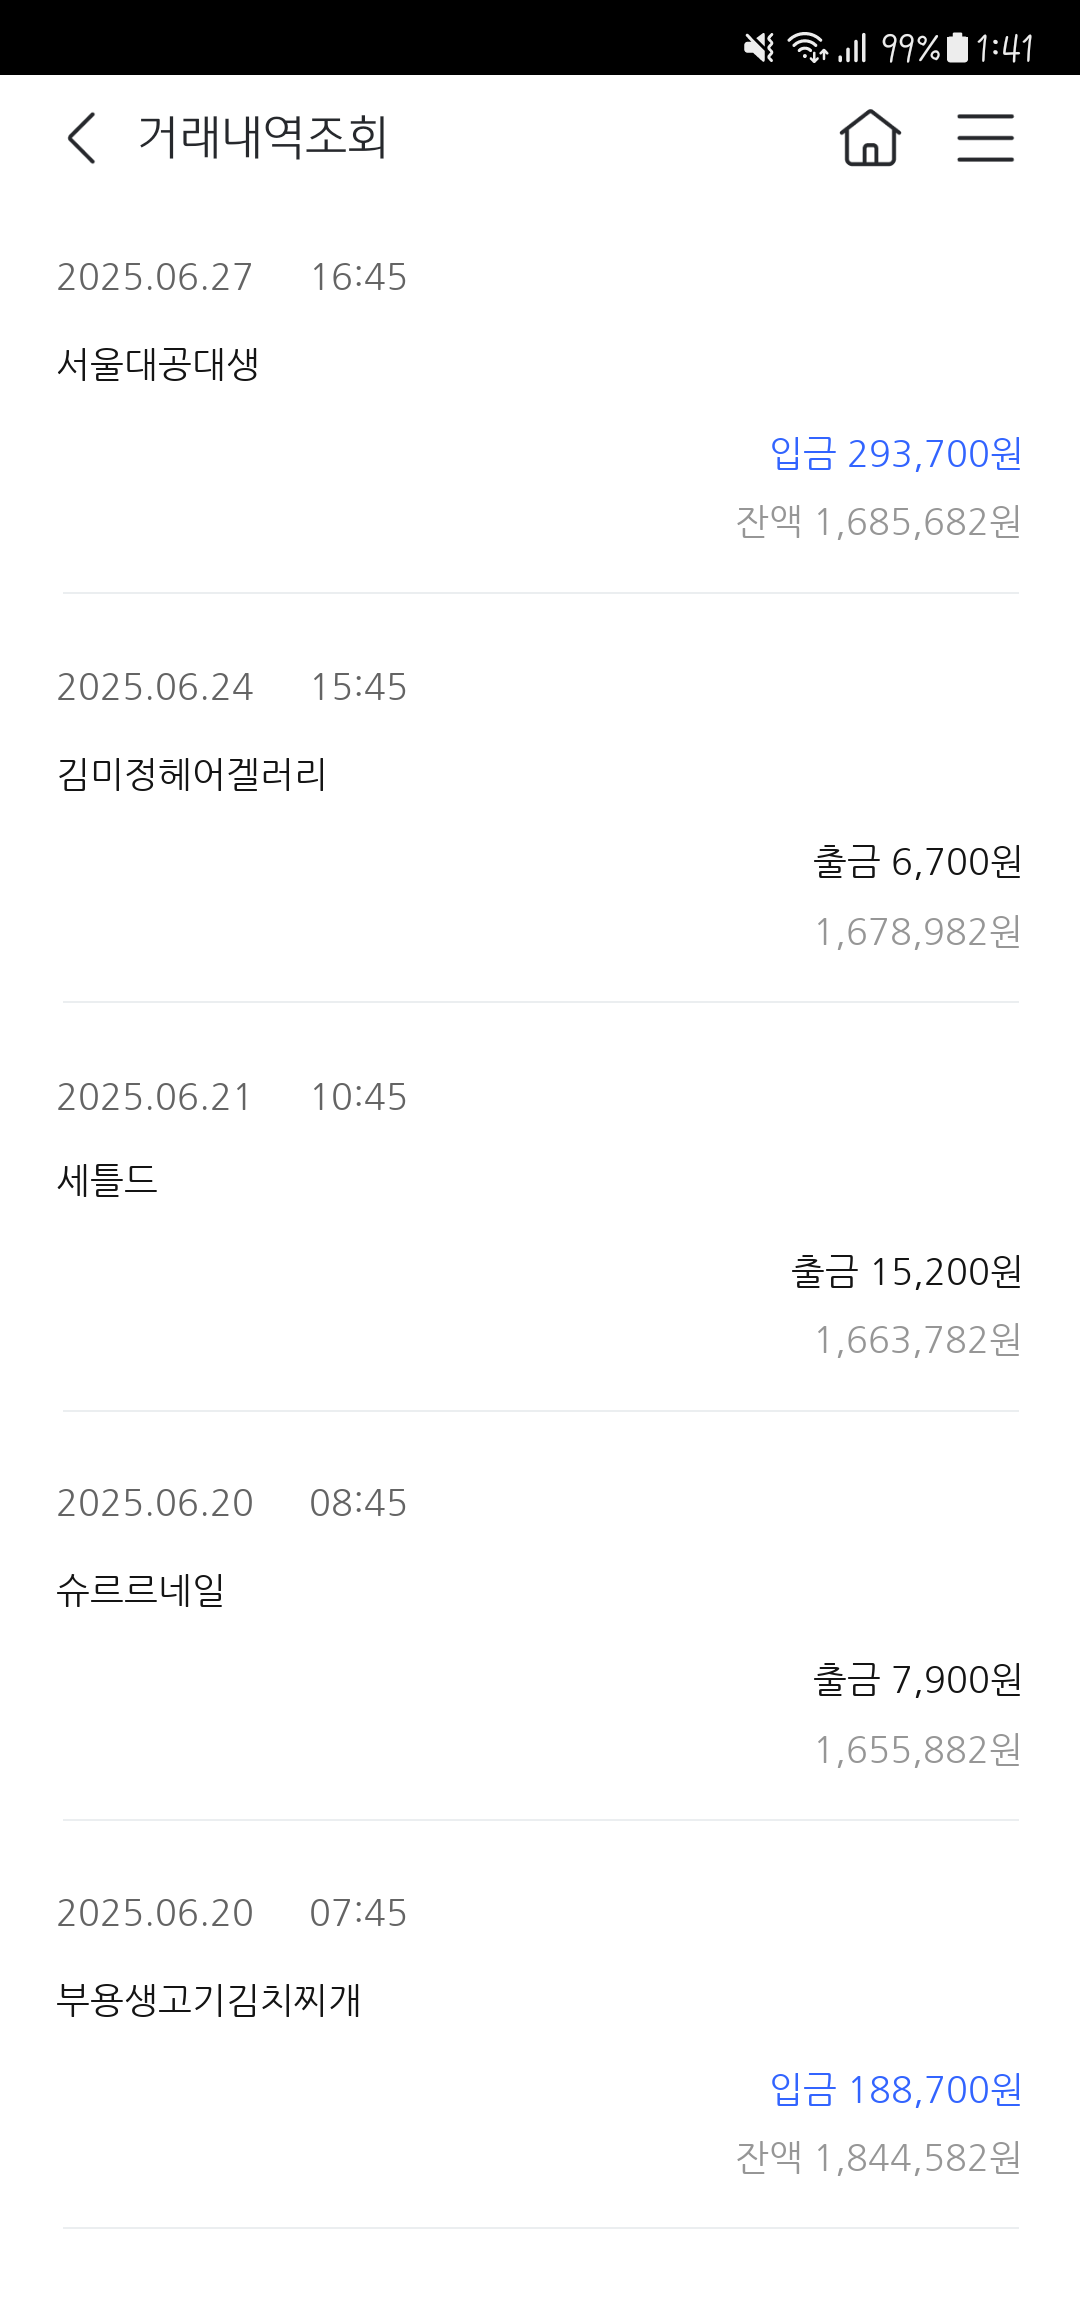 99% 1:41
거래내역조회
2025.06.27 16:45
서울대공대생
입금 293,700원
잔액 1,685,682원
2025.06.24 15:45
김미정헤어겔러리
출금 6,700원
1,678,982원
2025.06.21 10:45
세틀드
출금 15,200원
1,663,782원
2025.06.20 08:45
슈르르네일
출금 7,900원
1,655,882원
2025.06.20 07:45
부용생고기김치찌개
입금 188,700원
잔액 1,844,582원